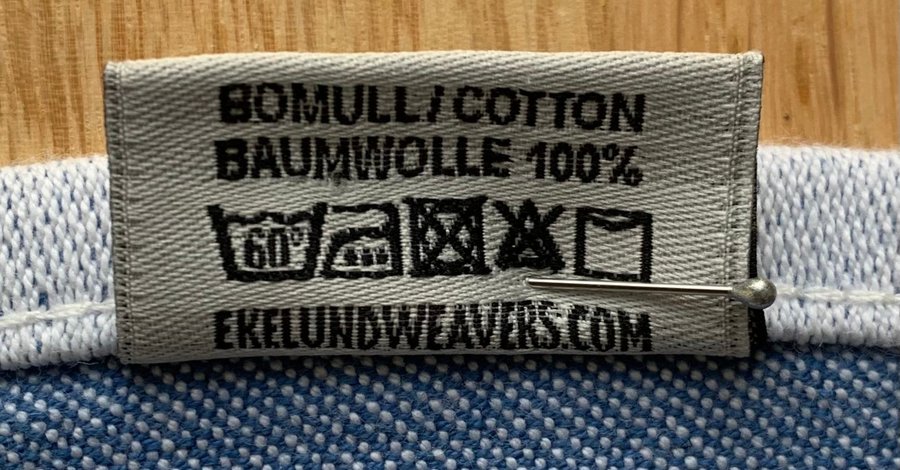 BOMULL/COTTON
BAUMWOLLE 100%
60°
EKELUNDWEAVERS.COM